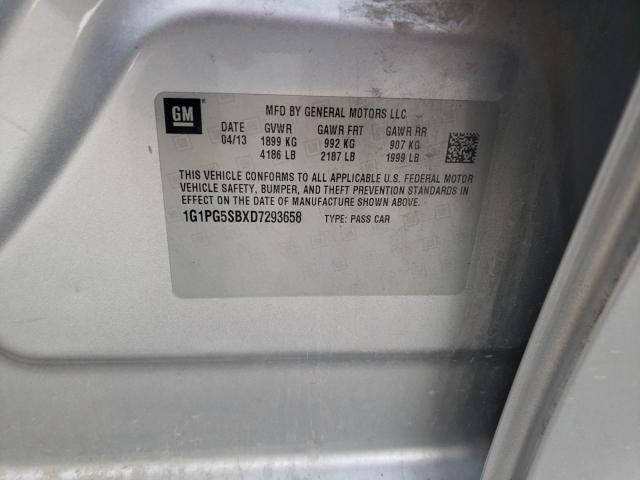 GM
MFD BY GENERAL MOTORS LLC
DATE GVWR GAWR FRT GAWR RR
04/13 1899 KG 992 KG 907 KG
4186 LB 2187 LB 1999 LB
THIS VEHICLE CONFORMS TO ALL APPLICABLE U.S. FEDERAL MOTOR
VEHICLE SAFETY, BUMPER, AND THEFT PREVENTION STANDARDS IN
EFFECT ON THE DATE OF MANUFACTURE SHOWN ABOVE.
1G1PG5SBXD7293658 TYPE: PASS CAR